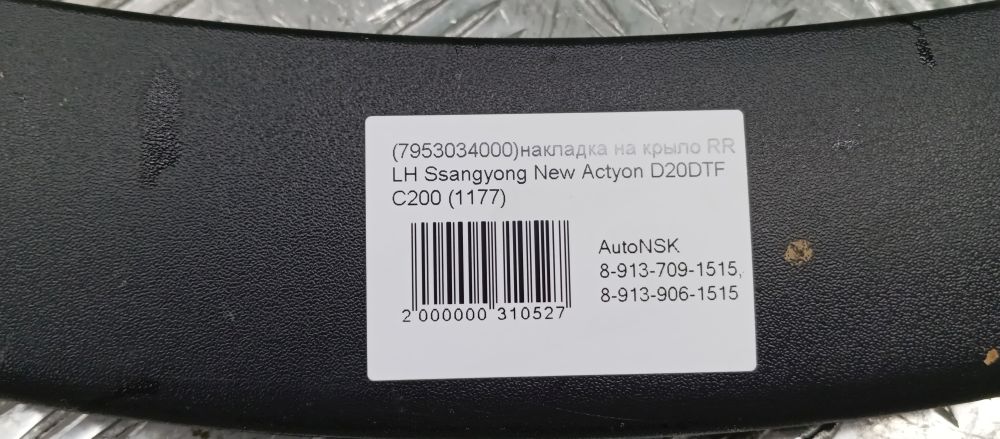 (7953034000)накладка на крыло RR
LH Ssangyong New Actyon D20DTF
C200 (1177)
AutoNSK
8-913-709-1515,
8-913-906-1515
2 000000 310527